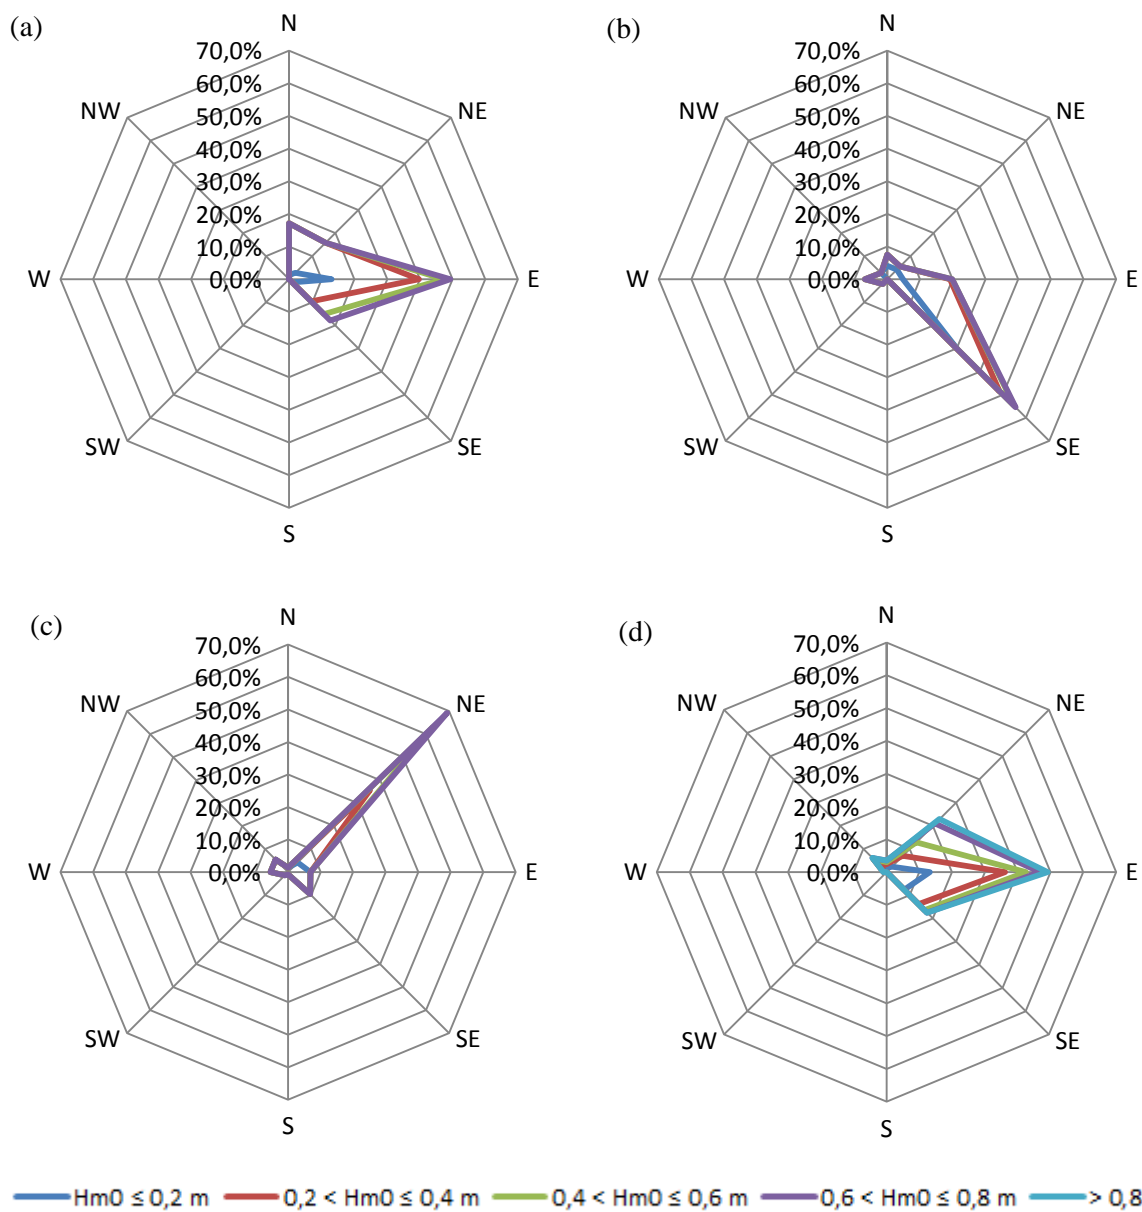 (a)
N
70,0%
60,0%
50,0%
40,0%
30,0%
20,0%
10,0%
0,0%
NW
NE
W
E
SW
SE
S
(b)
N
70,0%
60,0%
50,0%
40,0%
30,0%
20,0%
10,0%
0,0%
NW
NE
W
E
SW
SE
S
(c)
N
70,0%
60,0%
50,0%
40,0%
30,0%
20,0%
10,0%
0,0%
NW
NE
W
E
SW
SE
S
(d)
N
70,0%
60,0%
50,0%
40,0%
30,0%
20,0%
10,0%
0,0%
NW
NE
W
E
SW
SE
S
Hm0 ≤ 0,2 m 0,2 < Hm0 ≤ 0,4 m 0,4 < Hm0 ≤ 0,6 m 0,6 < Hm0 ≤ 0,8 m > 0,8